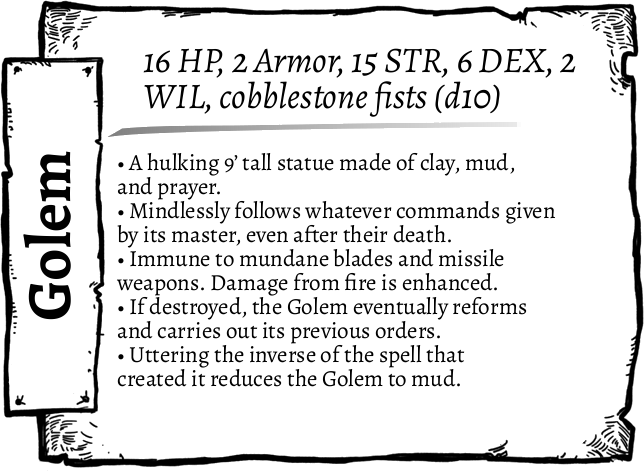 Golem
16 HP, 2 Armor, 15 STR, 6 DEX, 2
WIL, cobblestone fists (d10)
• A hulking 9’ tall statue made of clay, mud,
and prayer.
• Mindlessly follows whatever commands given
by its master, even after their death.
• Immune to mundane blades and missile
weapons. Damage from fire is enhanced.
• If destroyed, the Golem eventually reforms
and carries out its previous orders.
• Uttering the inverse of the spell that
created it reduces the Golem to mud.